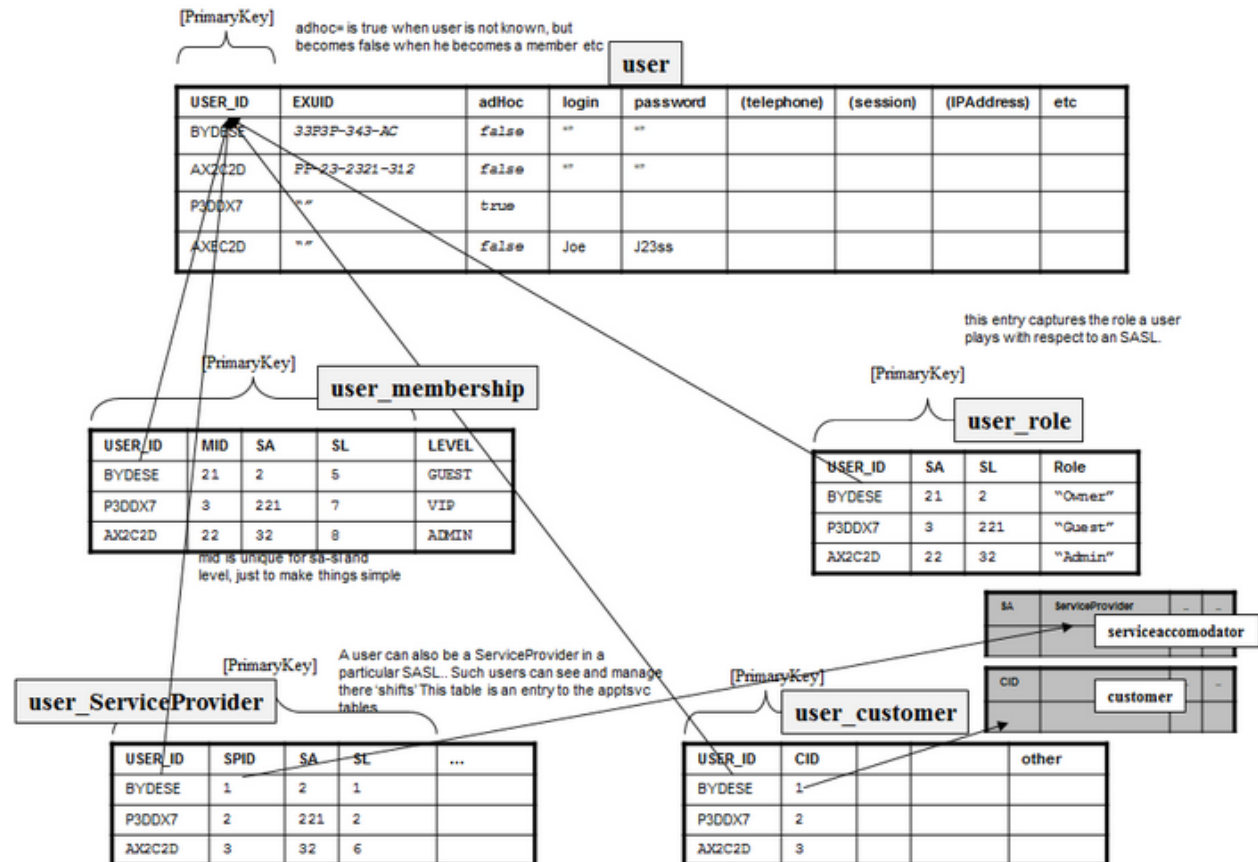 [PrimaryKey]
adhoc= is true when user is not known, but
becomes false when he becomes a member etc
user
USER_ID EXUID adHoc login password (telephone) (session) (IPAddress) etc
BYDESE 33P3P-343-AC false "" ""
AX2C2D PP-23-2321-312 false "" ""
P3DDX7 "" true
AXEC2D "" false Joe J23ss
this entry captures the role a user
plays with respect to an SASL.
[PrimaryKey]
user_membership
USER_ID MID SA SL LEVEL
BYDESE 21 2 5 GUEST
P3DDX7 3 221 7 VIP
AX2C2D 22 32 8 ADMIN
mid is unique for sa-sl and
level, just to make things simple
[PrimaryKey]
user_role
USER_ID SA SL Role
BYDESE 21 2 "Owner"
P3DDX7 3 221 "Guest"
AX2C2D 22 32 "Admin"
SA ServiceProvider .. ..
serviceaccomodator
CID ..
customer
[PrimaryKey]
A user can also be a ServiceProvider in a
particular SASL.. Such users can see and manage
there 'shifts' This table is an entry to the apptsvc
tables
user_ServiceProvider
USER_ID SPID SA SL ...
BYDESE 1 2 1
P3DDX7 2 221 2
AX2C2D 3 32 6
[PrimaryKey]
user_customer
USER_ID CID other
BYDESE 1
P3DDX7 2
AX2C2D 3